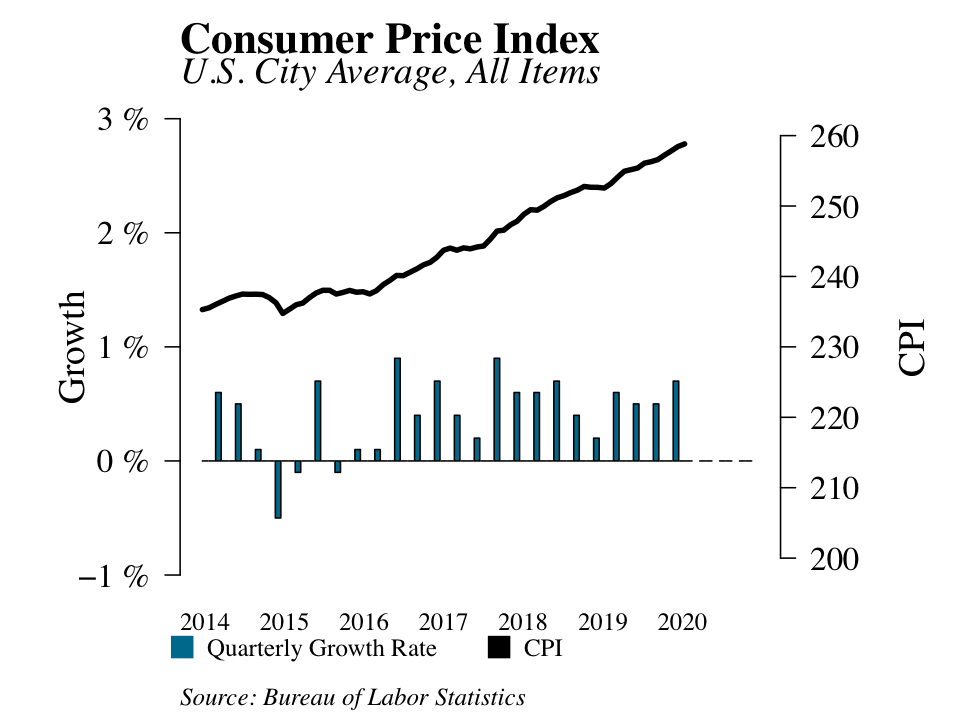 Consumer Price Index
U.S. City Average, All Items
3 %
2 %
1 %
0 %
−1 %
Growth
260
250
240
230
220
210
200
CPI
2014 2015 2016 2017 2018 2019 2020
Quarterly Growth Rate CPI
Source: Bureau of Labor Statistics